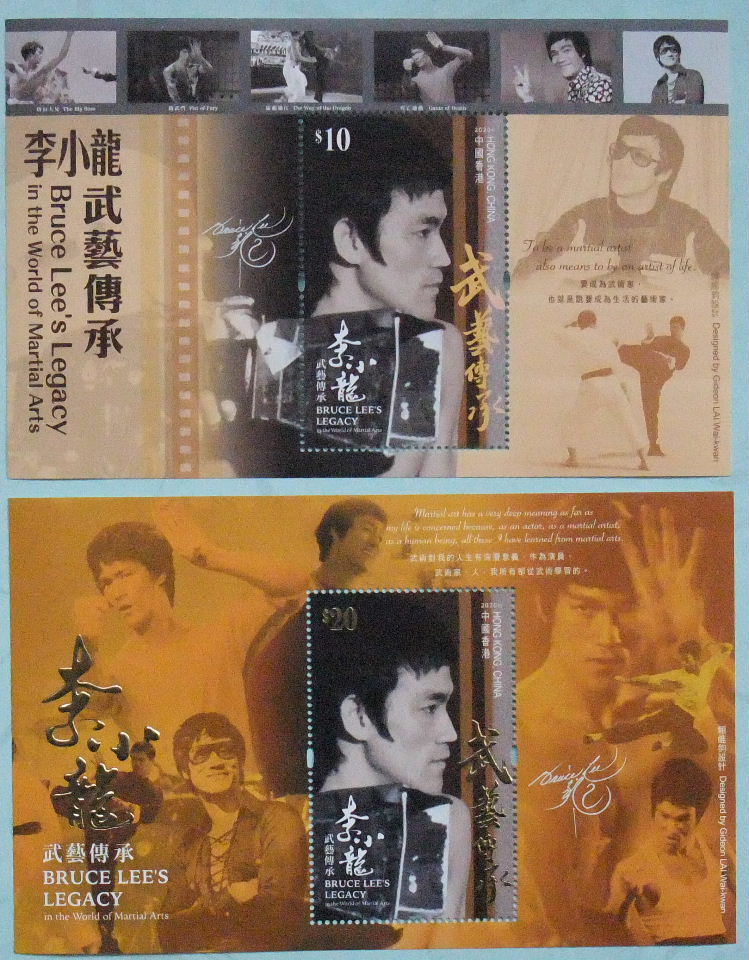 唐山大兄 The Big Boss
精武門 Fist of Fury
猛龍過江 The Way of the Dragon
死亡遊戲 Game of Death
李小龍
武藝傳承
Bruce Lee's Legacy
in the World of Martial Arts
Bruce Lee
$10
2020
中國香港
HONG KONG, CHINA
武藝傳承
李小龍
武藝傳承
BRUCE LEE'S
LEGACY
in the World of Martial Arts
To be a martial artist
also means to be an artist of life.
要成為武術家,
也就是說要成為生活的藝術家。
Designed by Gideon LAI Wai-kwan
Martial art has a very deep meaning as far as
my life is concerned because, as an actor, as a martial artist,
as a human being, all these I have learned from martial arts.
武術對我的人生有深層意義,作為演員、
武術家、人,我所有都從武術學習的。
李小龍
武藝傳承
BRUCE LEE'S
LEGACY
in the World of Martial Arts
$20
2020
中國香港
HONG KONG, CHINA
武藝傳承
李小龍
武藝傳承
BRUCE LEE'S
LEGACY
in the World of Martial Arts
Bruce Lee
Designed by Gideon LAI Wai-kwan